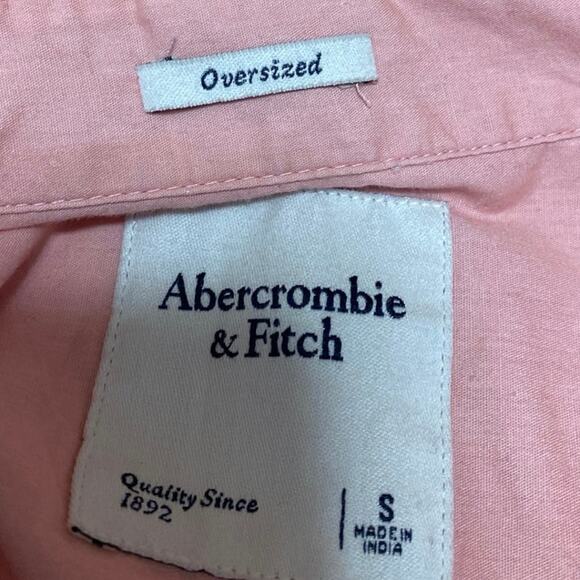 Oversized
Abercrombie
& Fitch
Quality Since
1892
S
MADE IN
INDIA